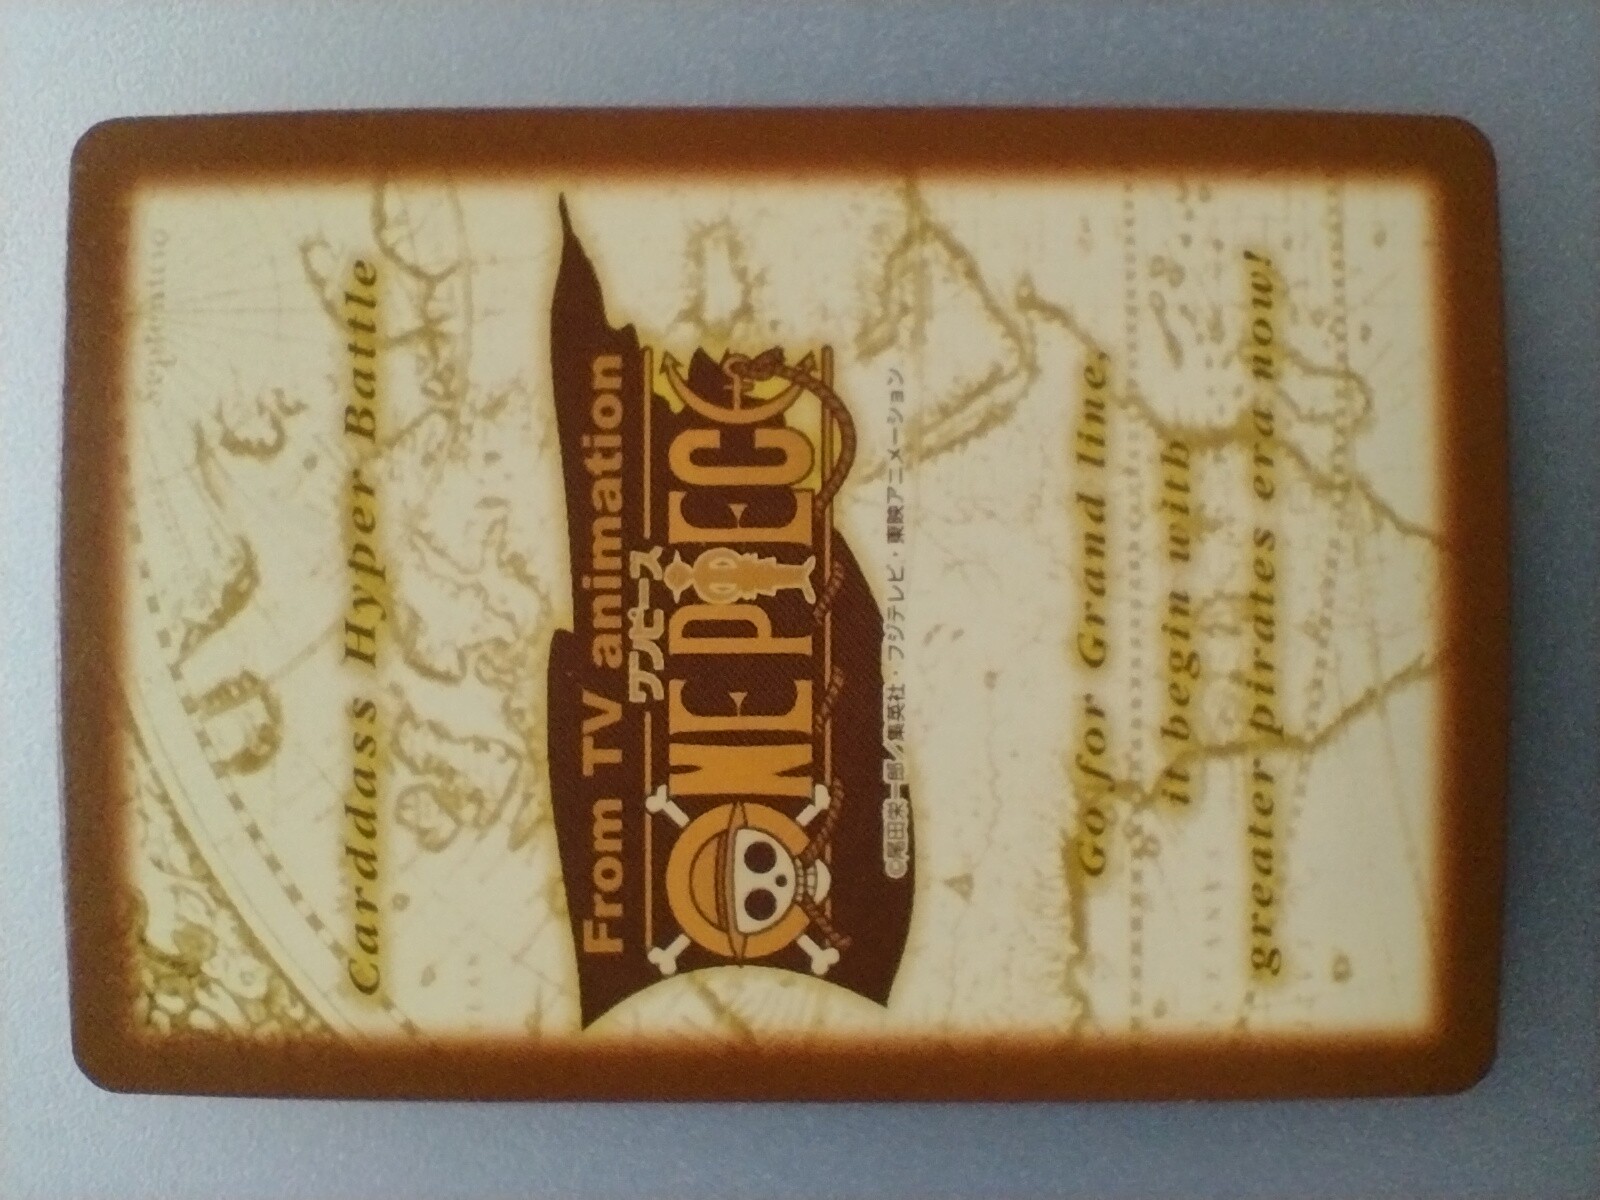 Carddass Hyper Battle
From TV animation
ワンピース
ONE PIECE
©尾田栄一郎/集英社・フジテレビ・東映アニメーション
Go for Grand line,
it begin with
greater pirates era now!